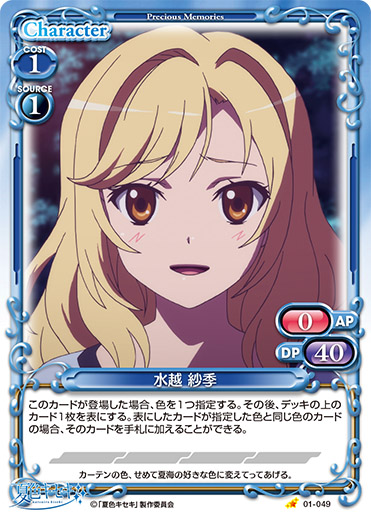 Precious Memories
Character
COST
1
SOURCE
1
0 AP
DP 40
水越 紗季
このカードが登場した場合、色を1つ指定する。その後、デッキの上の
カード1枚を表にする。表にしたカードが指定した色と同じ色のカード
の場合、そのカードを手札に加えることができる。
カーテンの色、せめて夏海の好きな色に変えてってあげる。
夏色キセキ
©「夏色キセキ」製作委員会
01-049